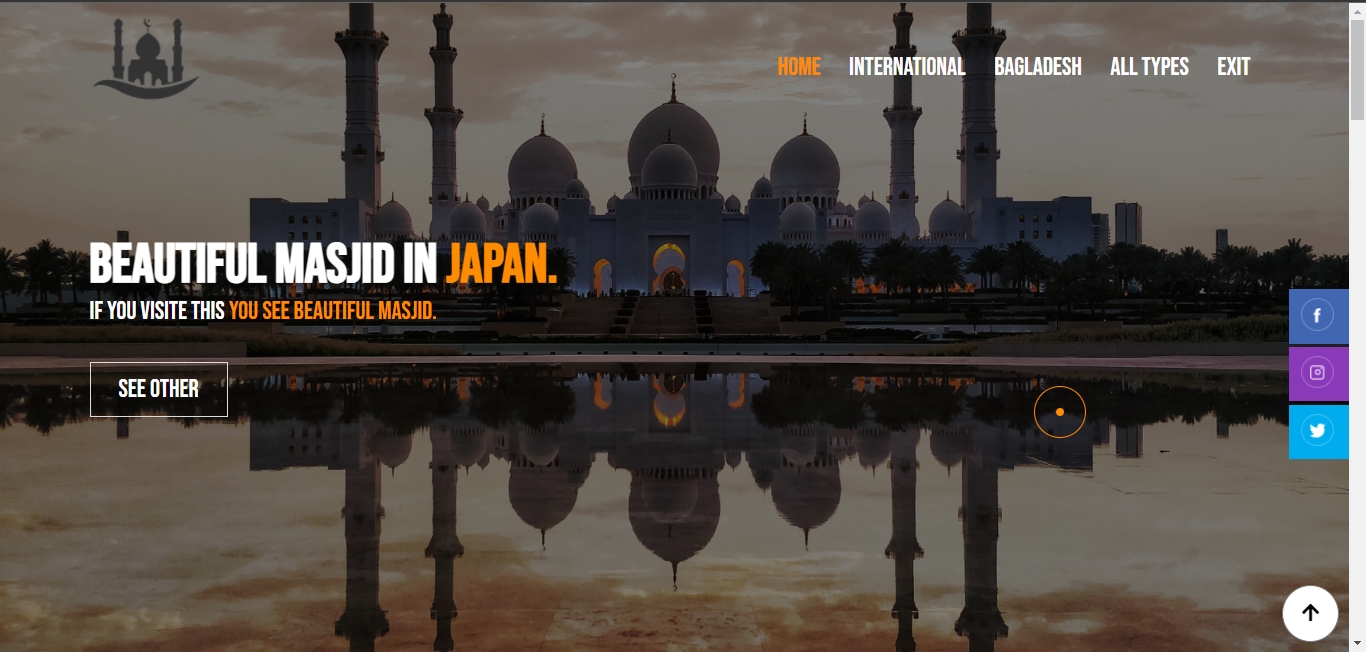 HOME INTERNATIONAL BAGLADESH ALL TYPES EXIT
BEAUTIFUL MASJID IN JAPAN.
IF YOU VISITE THIS YOU SEE BEAUTIFUL MASJID.
SEE OTHER